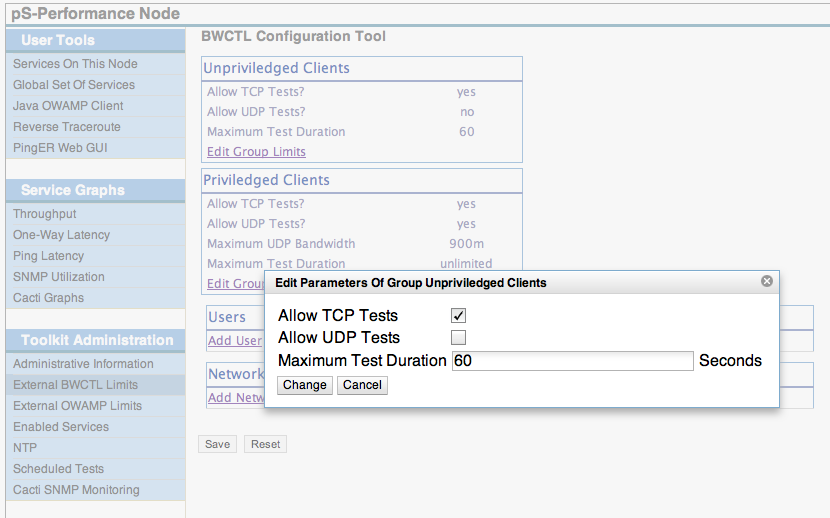 pS-Performance Node
User Tools
Services On This Node
Global Set Of Services
Java OWAMP Client
Reverse Traceroute
PingER Web GUI
Service Graphs
Throughput
One-Way Latency
Ping Latency
SNMP Utilization
Cacti Graphs
Toolkit Administration
Administrative Information
External BWCTL Limits
External OWAMP Limits
Enabled Services
NTP
Scheduled Tests
Cacti SNMP Monitoring
BWCTL Configuration Tool
Unpriviledged Clients
Allow TCP Tests? yes
Allow UDP Tests? no
Maximum Test Duration 60
Edit Group Limits
Priviledged Clients
Allow TCP Tests? yes
Allow UDP Tests? yes
Maximum UDP Bandwidth 900m
Maximum Test Duration unlimited
Edit Grou
Users
Add User
Network
Add Netw
Save Reset
Edit Parameters Of Group Unpriviledged Clients
Allow TCP Tests
Allow UDP Tests
Maximum Test Duration 60 Seconds
Change Cancel